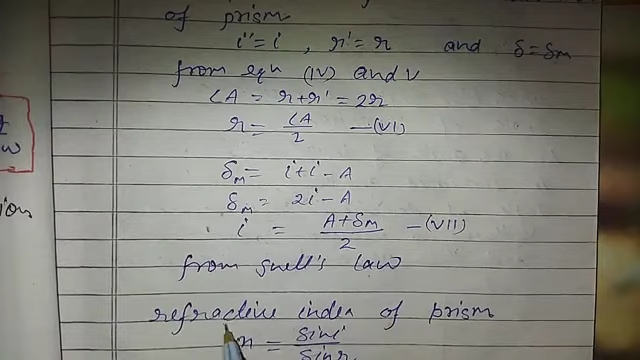 of prism
i' = i , r' = r and δ = δm
from eqn (IV) and V
∠A = r + r' = 2r
r = ∠A/2 —(VI)
δM = i + i - A
δM = 2i - A
i = A + δM / 2 —(VII)
from snell's law
refractive index of prism
n = sin i / sin r
w
ion